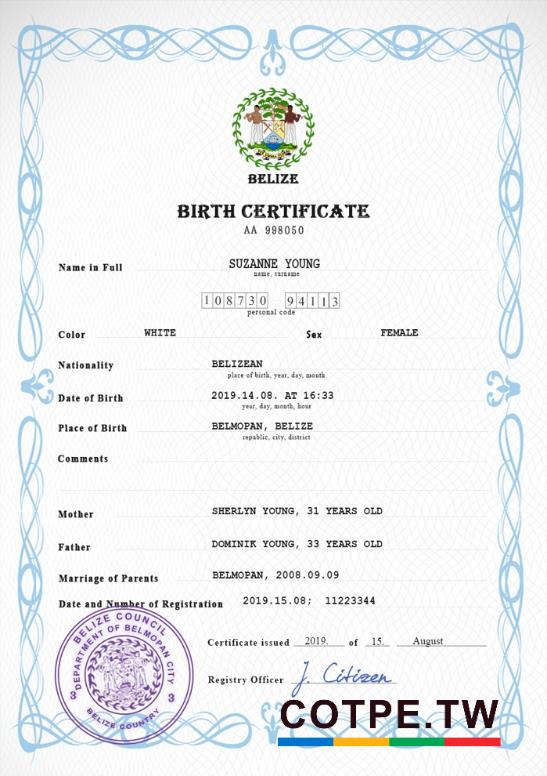 BELIZE
BIRTH CERTIFICATE
AA 998050
Name in Full SUZANNE YOUNG
name, surname
108730 94113
personal code
Color WHITE Sex FEMALE
Nationality BELIZEAN
place of birth, year, day, month
Date of Birth 2019.14.08. AT 16:33
year, day, month, hour
Place of Birth BELMOPAN, BELIZE
republic, city, district
Comments
Mother SHERLYN YOUNG, 31 YEARS OLD
Father DOMINIK YOUNG, 33 YEARS OLD
Marriage of Parents BELMOPAN, 2008.09.09
Date and Number of Registration 2019.15.08; 11223344
Certificate issued 2019. of 15. August
Registry Officer J. Citizen
BELIZE COUNCIL
DEPARTMENT OF BELMOPAN CITY
3 3
BELIZE COUNTRY
COTPE.TW